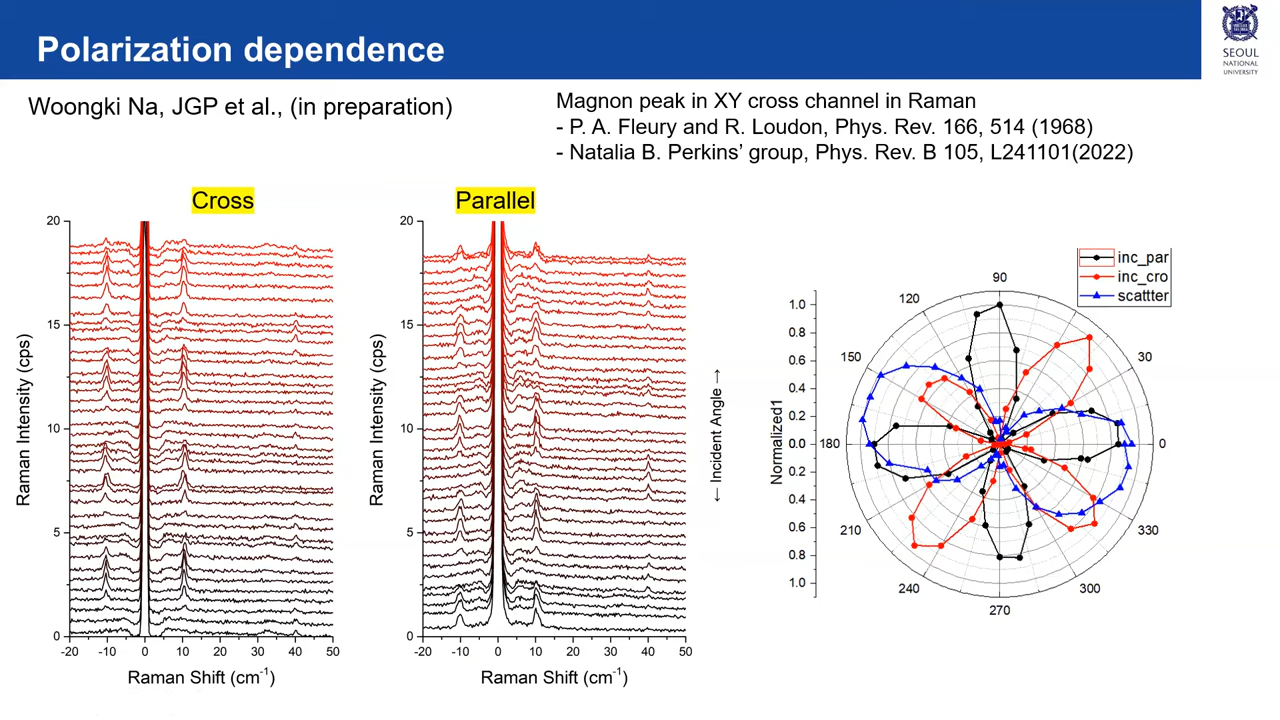 Polarization dependence
SEOUL
NATIONAL
UNIVERSITY
Woongki Na, JGP et al., (in preparation)
Magnon peak in XY cross channel in Raman
- P. A. Fleury and R. Loudon, Phys. Rev. 166, 514 (1968)
- Natalia B. Perkins' group, Phys. Rev. B 105, L241101(2022)
Cross
20
15
10
5
0
Raman Intensity (cps)
-20 -10 0 10 20 30 40 50
Raman Shift (cm-1)
Parallel
20
15
10
5
0
Raman Intensity (cps)
-20 -10 0 10 20 30 40 50
Raman Shift (cm-1)
← Incident Angle →
inc_par
inc_cro
scattter
Normalized1
1.0
0.8
0.6
0.4
0.2
0.0
0.2
0.4
0.6
0.8
1.0
0
30
90
120
150
180
210
240
270
300
330